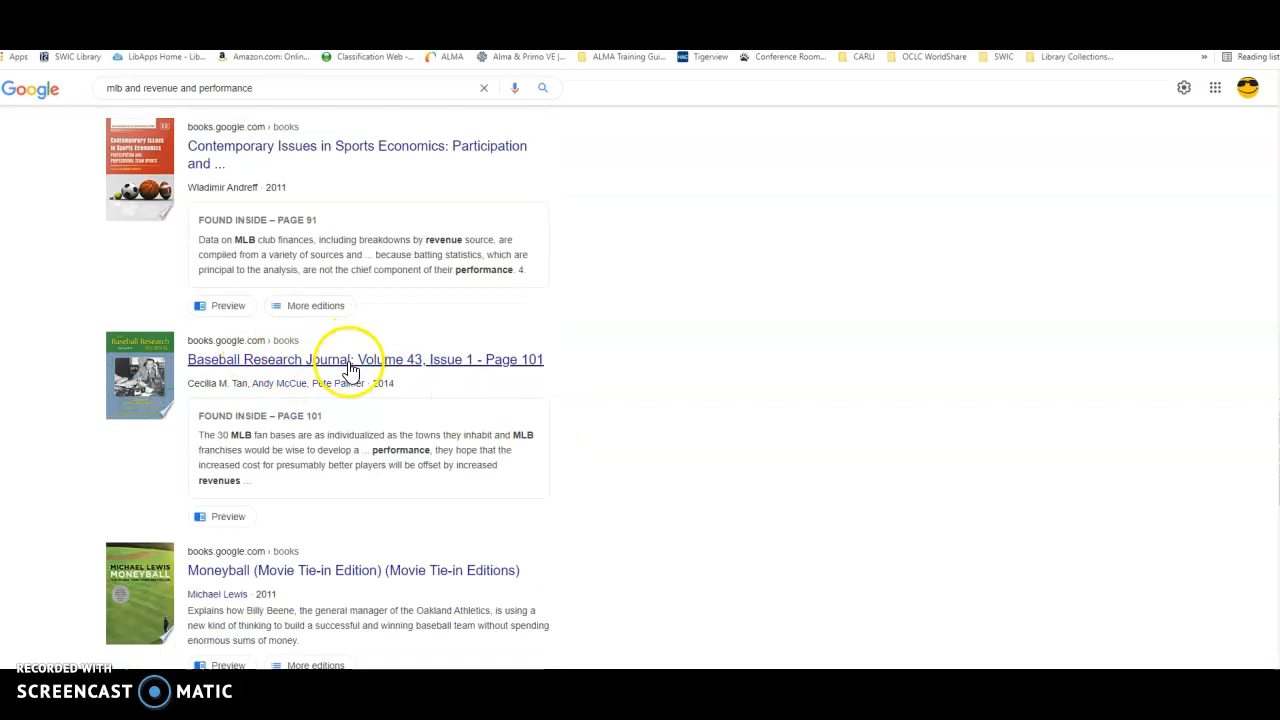 Apps SWIC Library LibApps Home - Lib... Amazon.com: Onlin... Classification Web -... ALMA Alma & Primo VE |... ALMA Training Gui... Tigerview Conference Room... CARLI OCLC WorldShare SWIC Library Collections... » Reading list
Google mlb and revenue and performance
books.google.com › books
Contemporary Issues in Sports Economics: Participation
and ...
Wladimir Andreff · 2011
FOUND INSIDE – PAGE 91
Data on MLB club finances, including breakdowns by revenue source, are
compiled from a variety of sources and ... because batting statistics, which are
principal to the analysis, are not the chief component of their performance. 4.
Preview More editions
books.google.com › books
Baseball Research Journal; Volume 43, Issue 1 - Page 101
Cecilia M. Tan, Andy McCue, Pete Palmer · 2014
FOUND INSIDE – PAGE 101
The 30 MLB fan bases are as individualized as the towns they inhabit and MLB
franchises would be wise to develop a ... performance, they hope that the
increased cost for presumably better players will be offset by increased
revenues ...
Preview
books.google.com › books
MICHAEL LEWIS
MONEYBALL
Moneyball (Movie Tie-in Edition) (Movie Tie-in Editions)
Michael Lewis · 2011
Explains how Billy Beene, the general manager of the Oakland Athletics, is using a
new kind of thinking to build a successful and winning baseball team without spending
enormous sums of money.
Preview More editions
RECORDED WITH
SCREENCAST MATIC